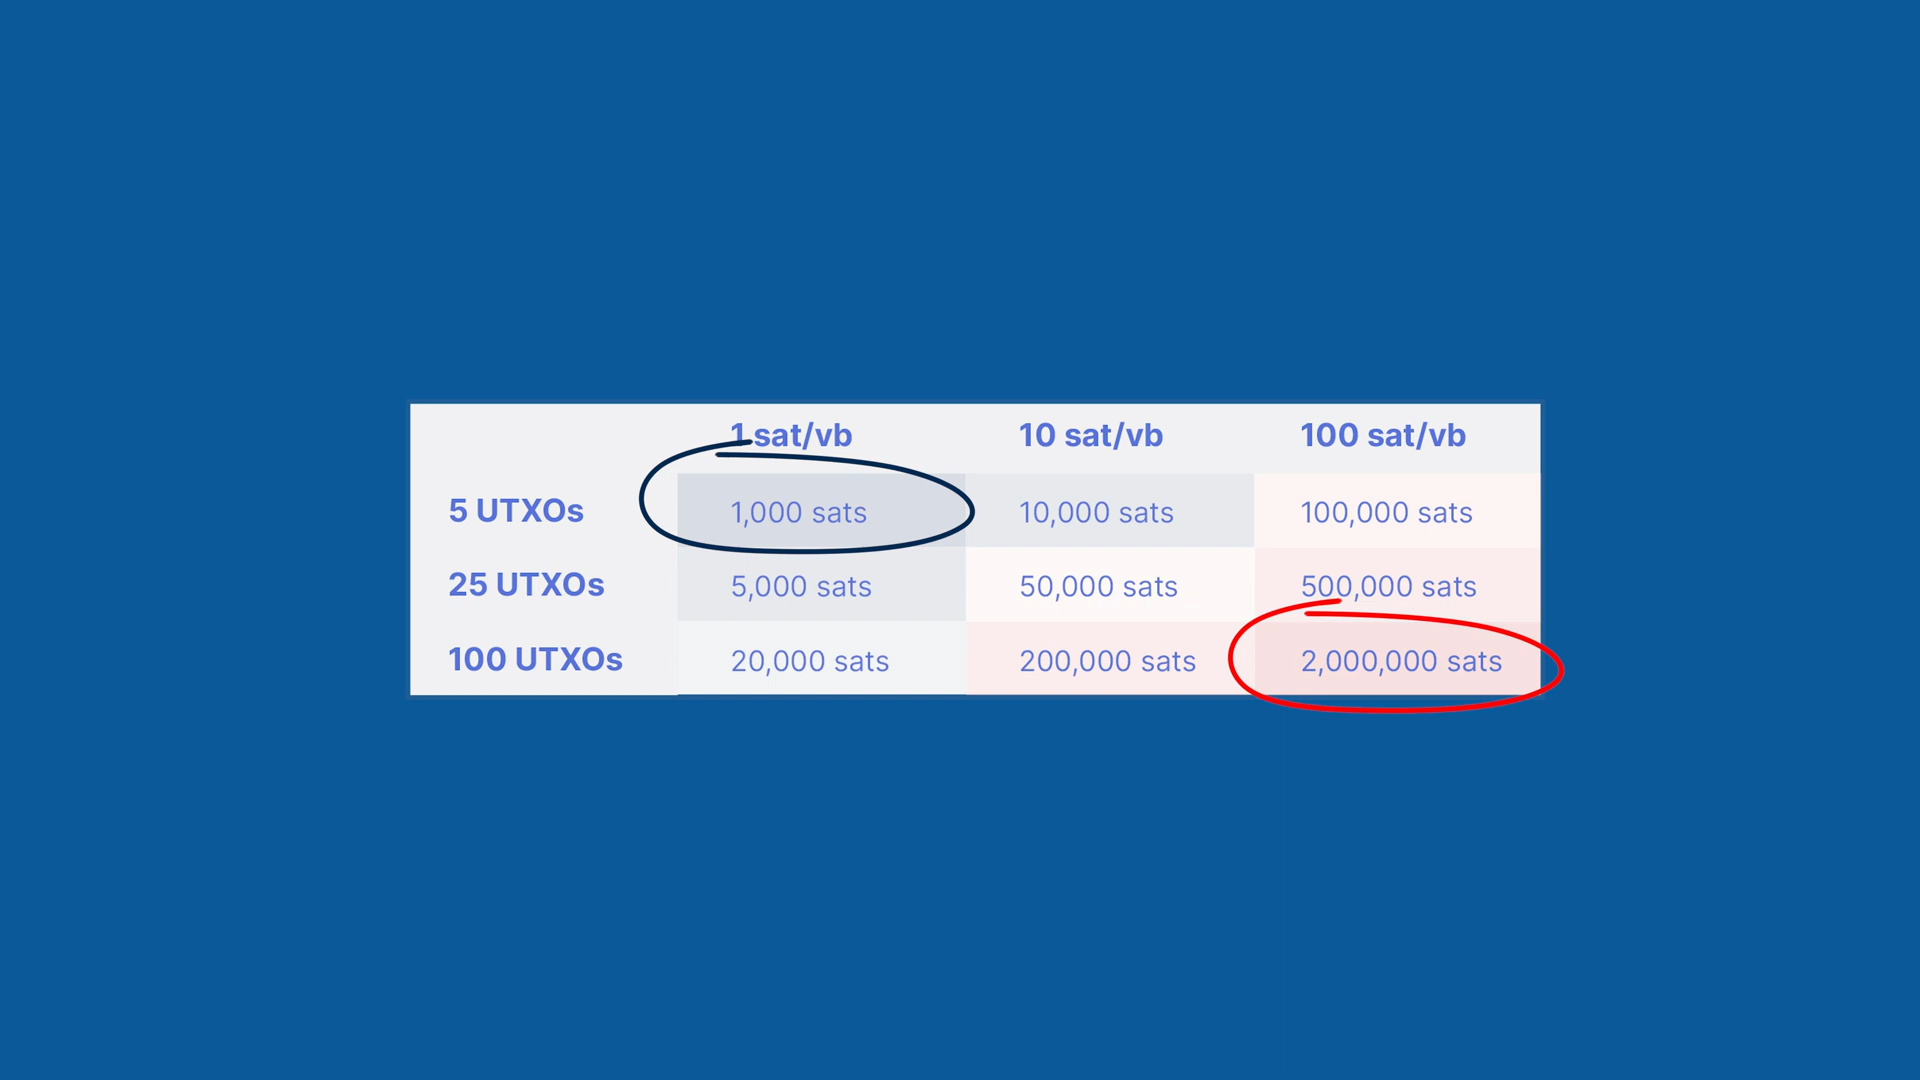 1 sat/vb 10 sat/vb 100 sat/vb
5 UTXOs 1,000 sats 10,000 sats 100,000 sats
25 UTXOs 5,000 sats 50,000 sats 500,000 sats
100 UTXOs 20,000 sats 200,000 sats 2,000,000 sats